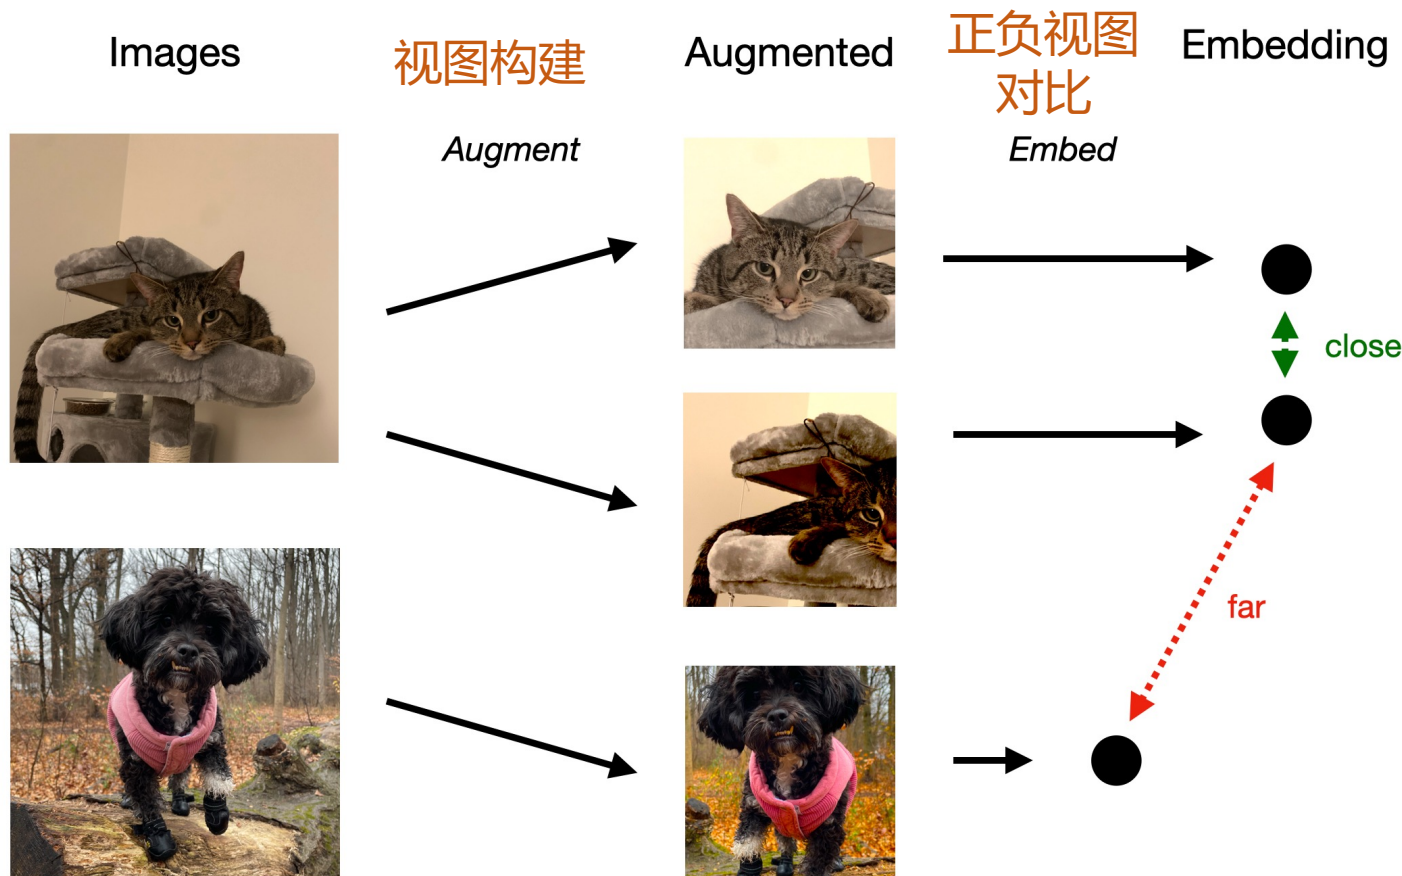 Images
视图构建
Augmented
正负视图
对比
Embedding
Augment
Embed
close
far